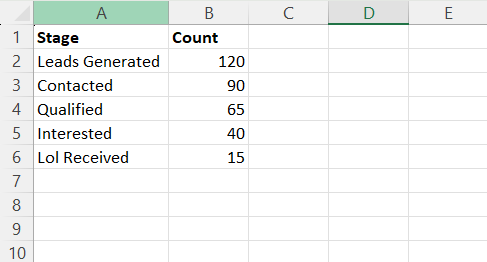 A B C D E
1 Stage Count
2 Leads Generated 120
3 Contacted 90
4 Qualified 65
5 Interested 40
6 Lol Received 15
7
8
9
10